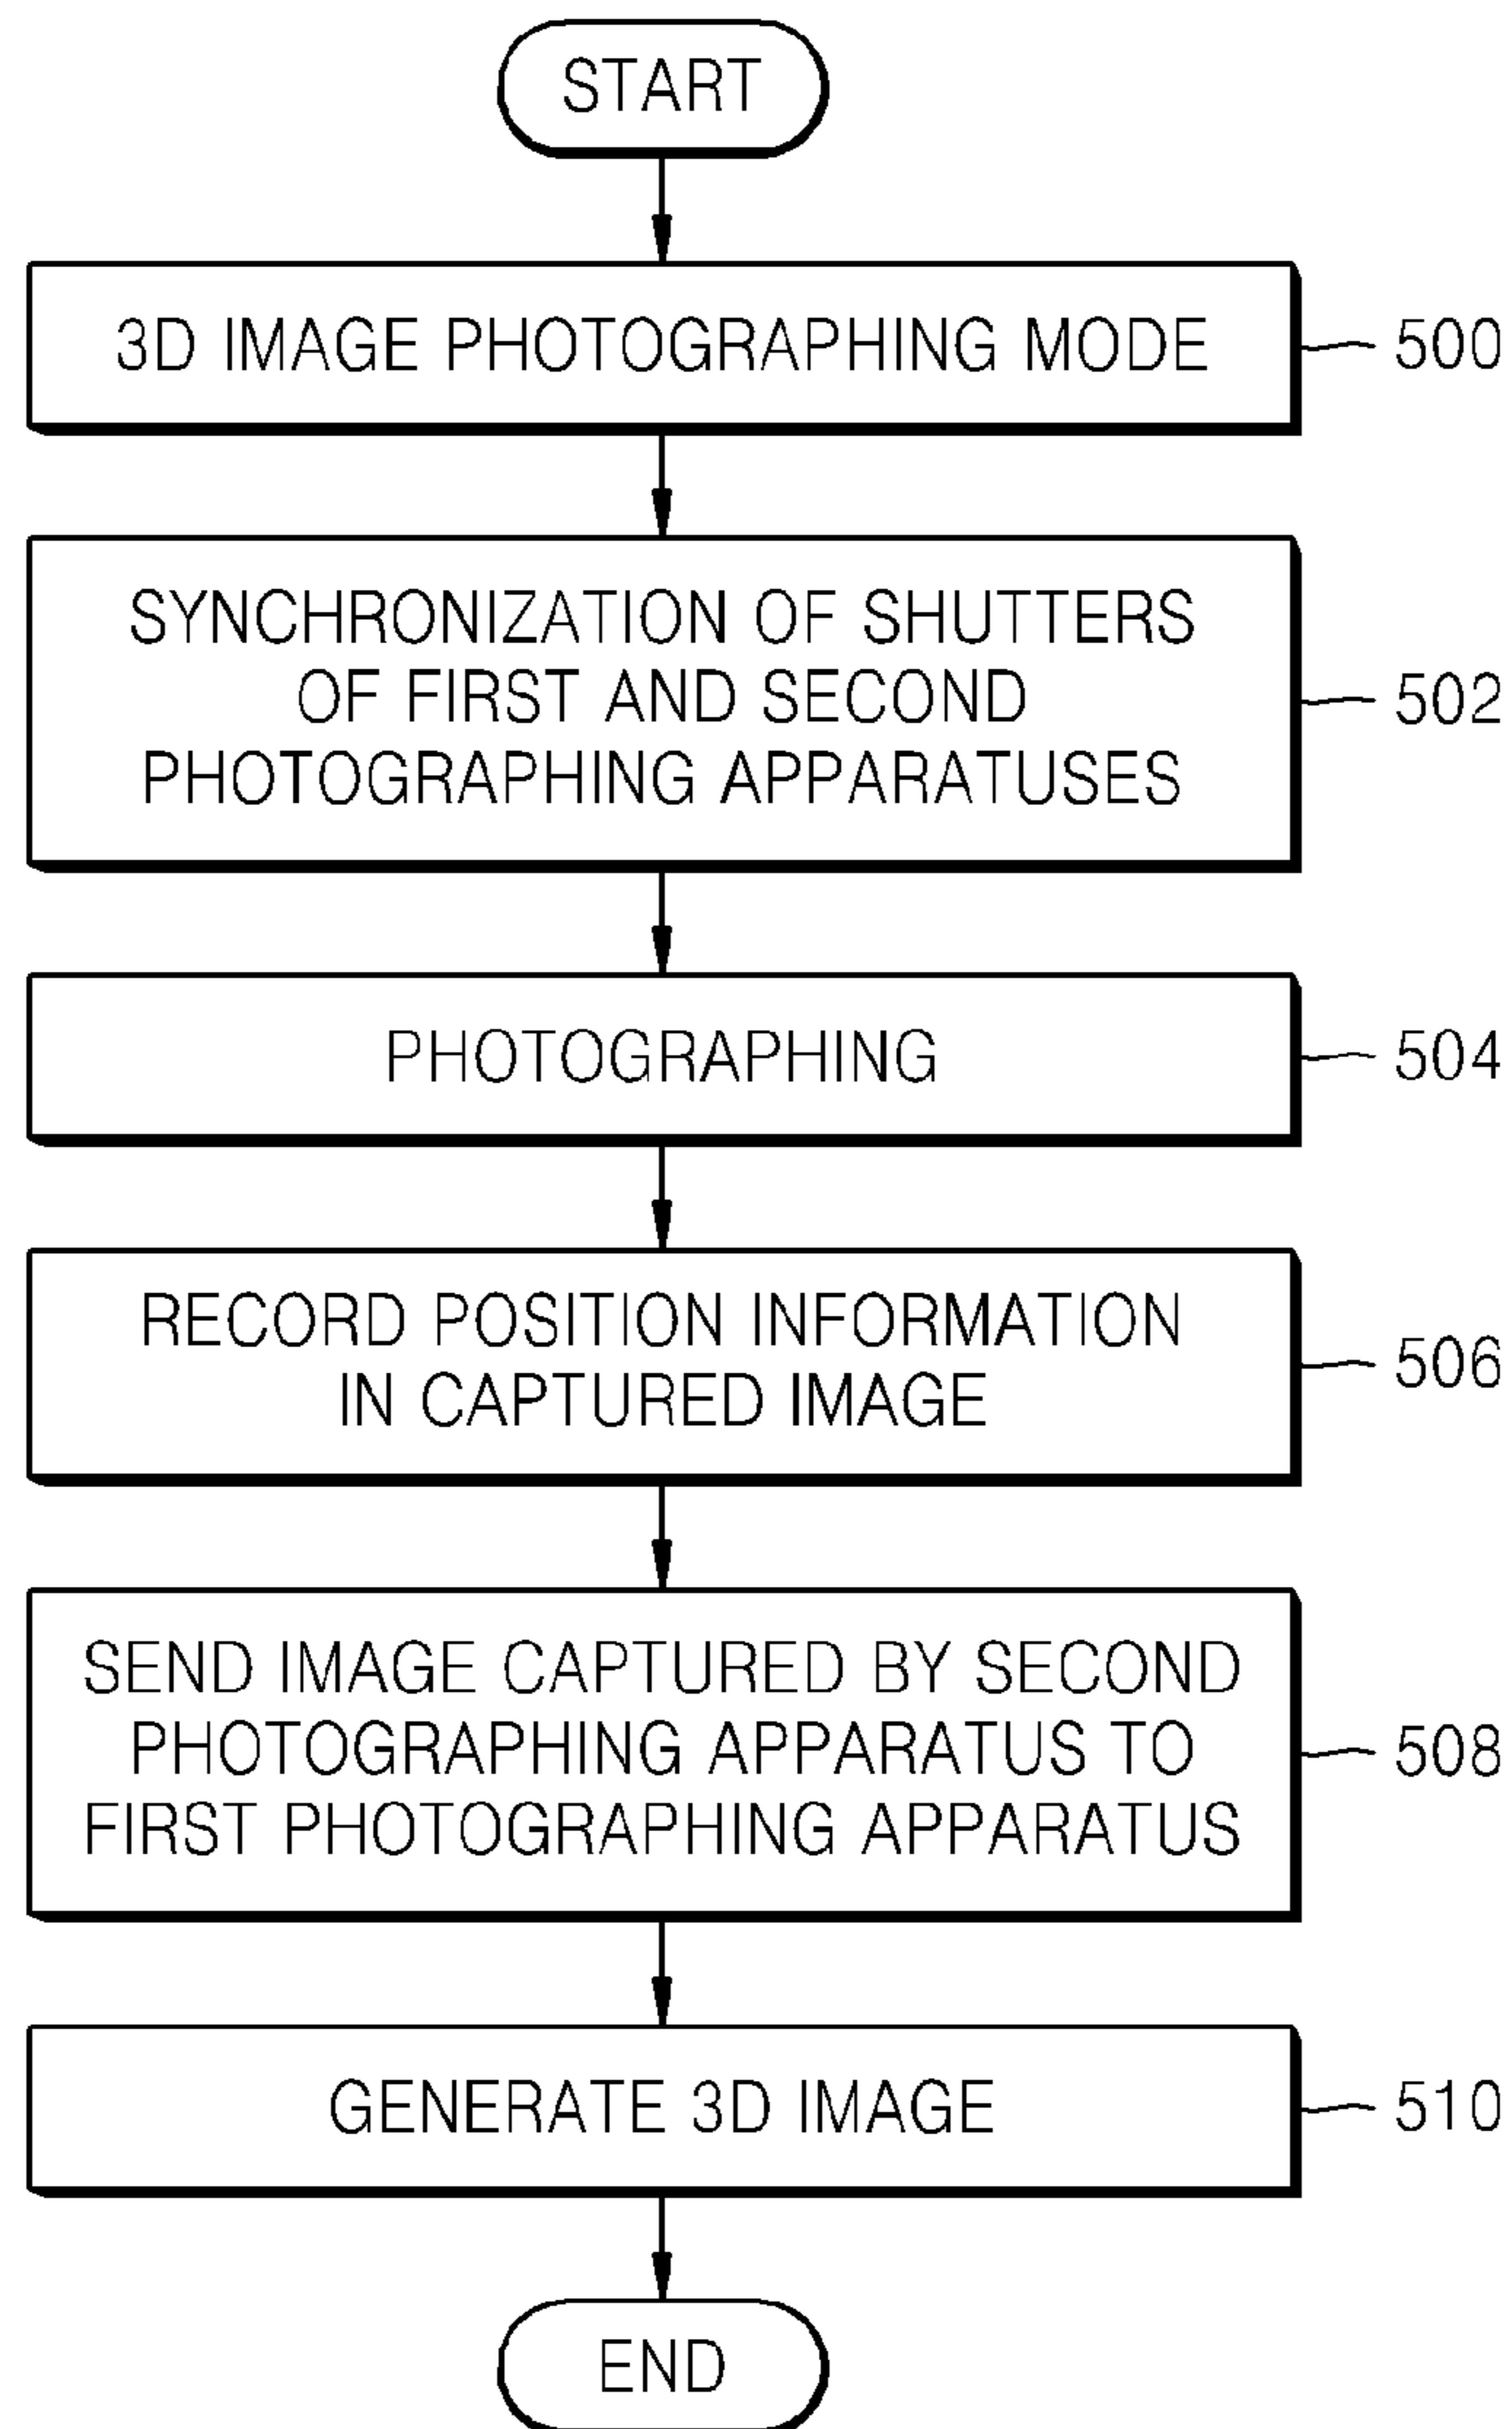 START
3D IMAGE PHOTOGRAPHING MODE
500
SYNCHRONIZATION OF SHUTTERS
OF FIRST AND SECOND
PHOTOGRAPHING APPARATUSES
502
PHOTOGRAPHING
504
RECORD POSITION INFORMATION
IN CAPTURED IMAGE
506
SEND IMAGE CAPTURED BY SECOND
PHOTOGRAPHING APPARATUS TO
FIRST PHOTOGRAPHING APPARATUS
508
GENERATE 3D IMAGE
510
END